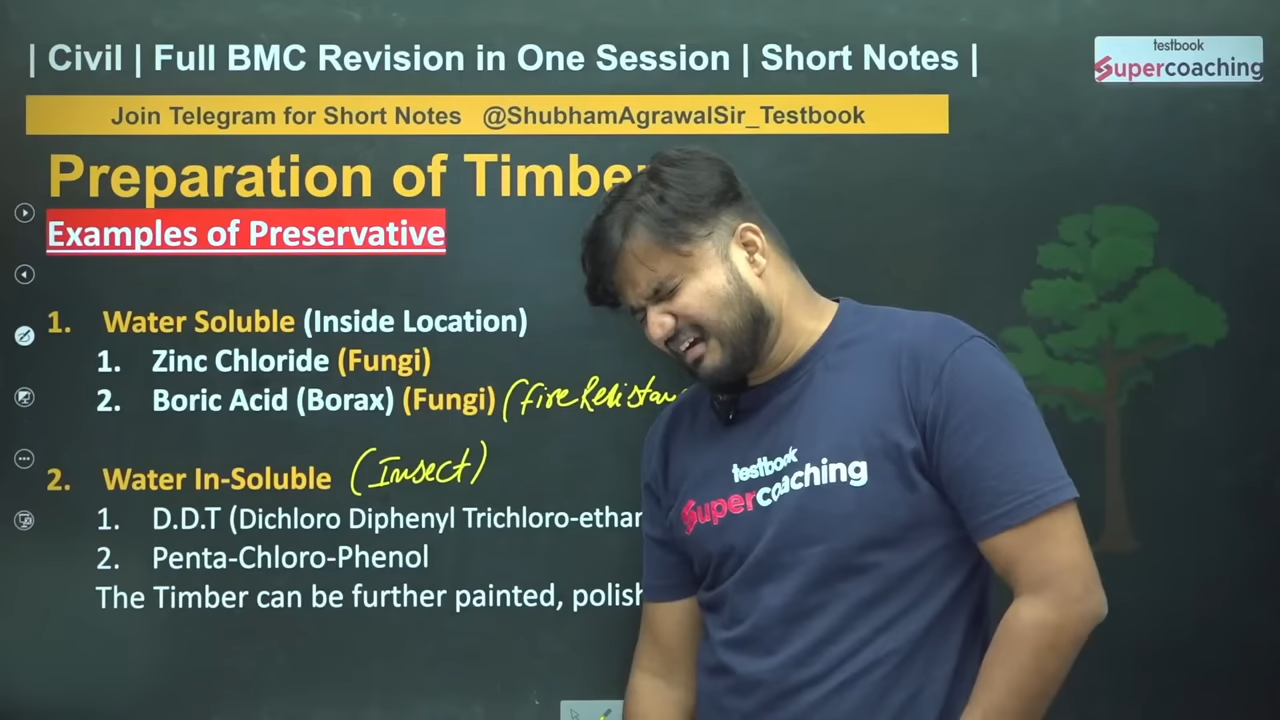 | Civil | Full BMC Revision in One Session | Short Notes |
testbook
Supercoaching
Join Telegram for Short Notes @ShubhamAgrawalSir_Testbook
Preparation of Timber
Examples of Preservative
1. Water Soluble (Inside Location)
1. Zinc Chloride (Fungi)
2. Boric Acid (Borax) (Fungi) (fire Resistan
2. Water In-Soluble (Insect)
1. D.D.T (Dichloro Diphenyl Trichloro-ethan
2. Penta-Chloro-Phenol
The Timber can be further painted, polish
testbook
Supercoaching